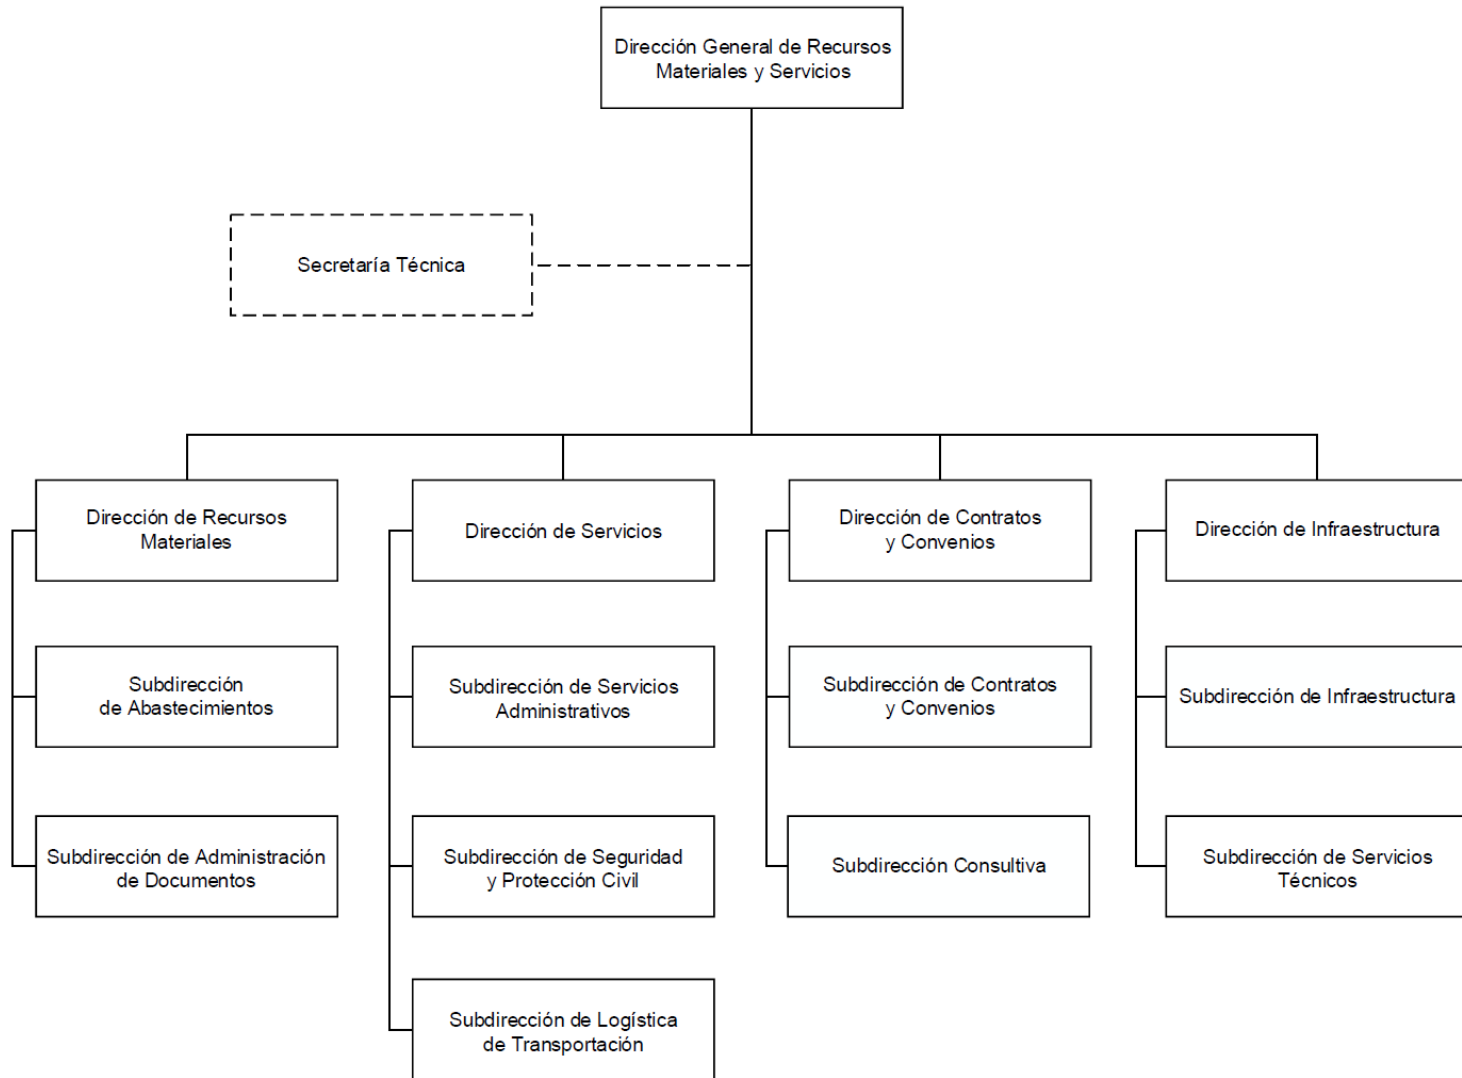 Dirección General de Recursos
Materiales y Servicios
Secretaría Técnica
Dirección de Recursos
Materiales
Dirección de Servicios
Dirección de Contratos
y Convenios
Dirección de Infraestructura
Subdirección
de Abastecimientos
Subdirección de Servicios
Administrativos
Subdirección de Contratos
y Convenios
Subdirección de Infraestructura
Subdirección de Administración
de Documentos
Subdirección de Seguridad
y Protección Civil
Subdirección Consultiva
Subdirección de Servicios
Técnicos
Subdirección de Logística
de Transportación